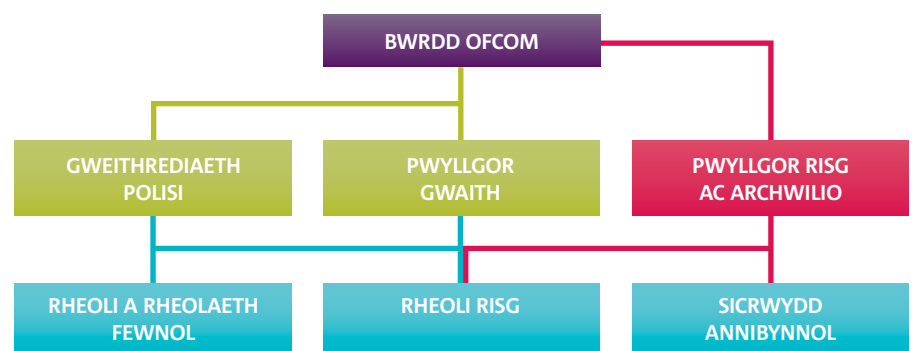 BWRDD OFCOM
GWEITHREDIAETH
POLISI
PWYLLGOR
GWAITH
PWYLLGOR RISG
AC ARCHWILIO
RHEOLI A RHEOLAETH
FEWNOL
RHEOLI RISG
SICRWYDD
ANNIBYNNOL